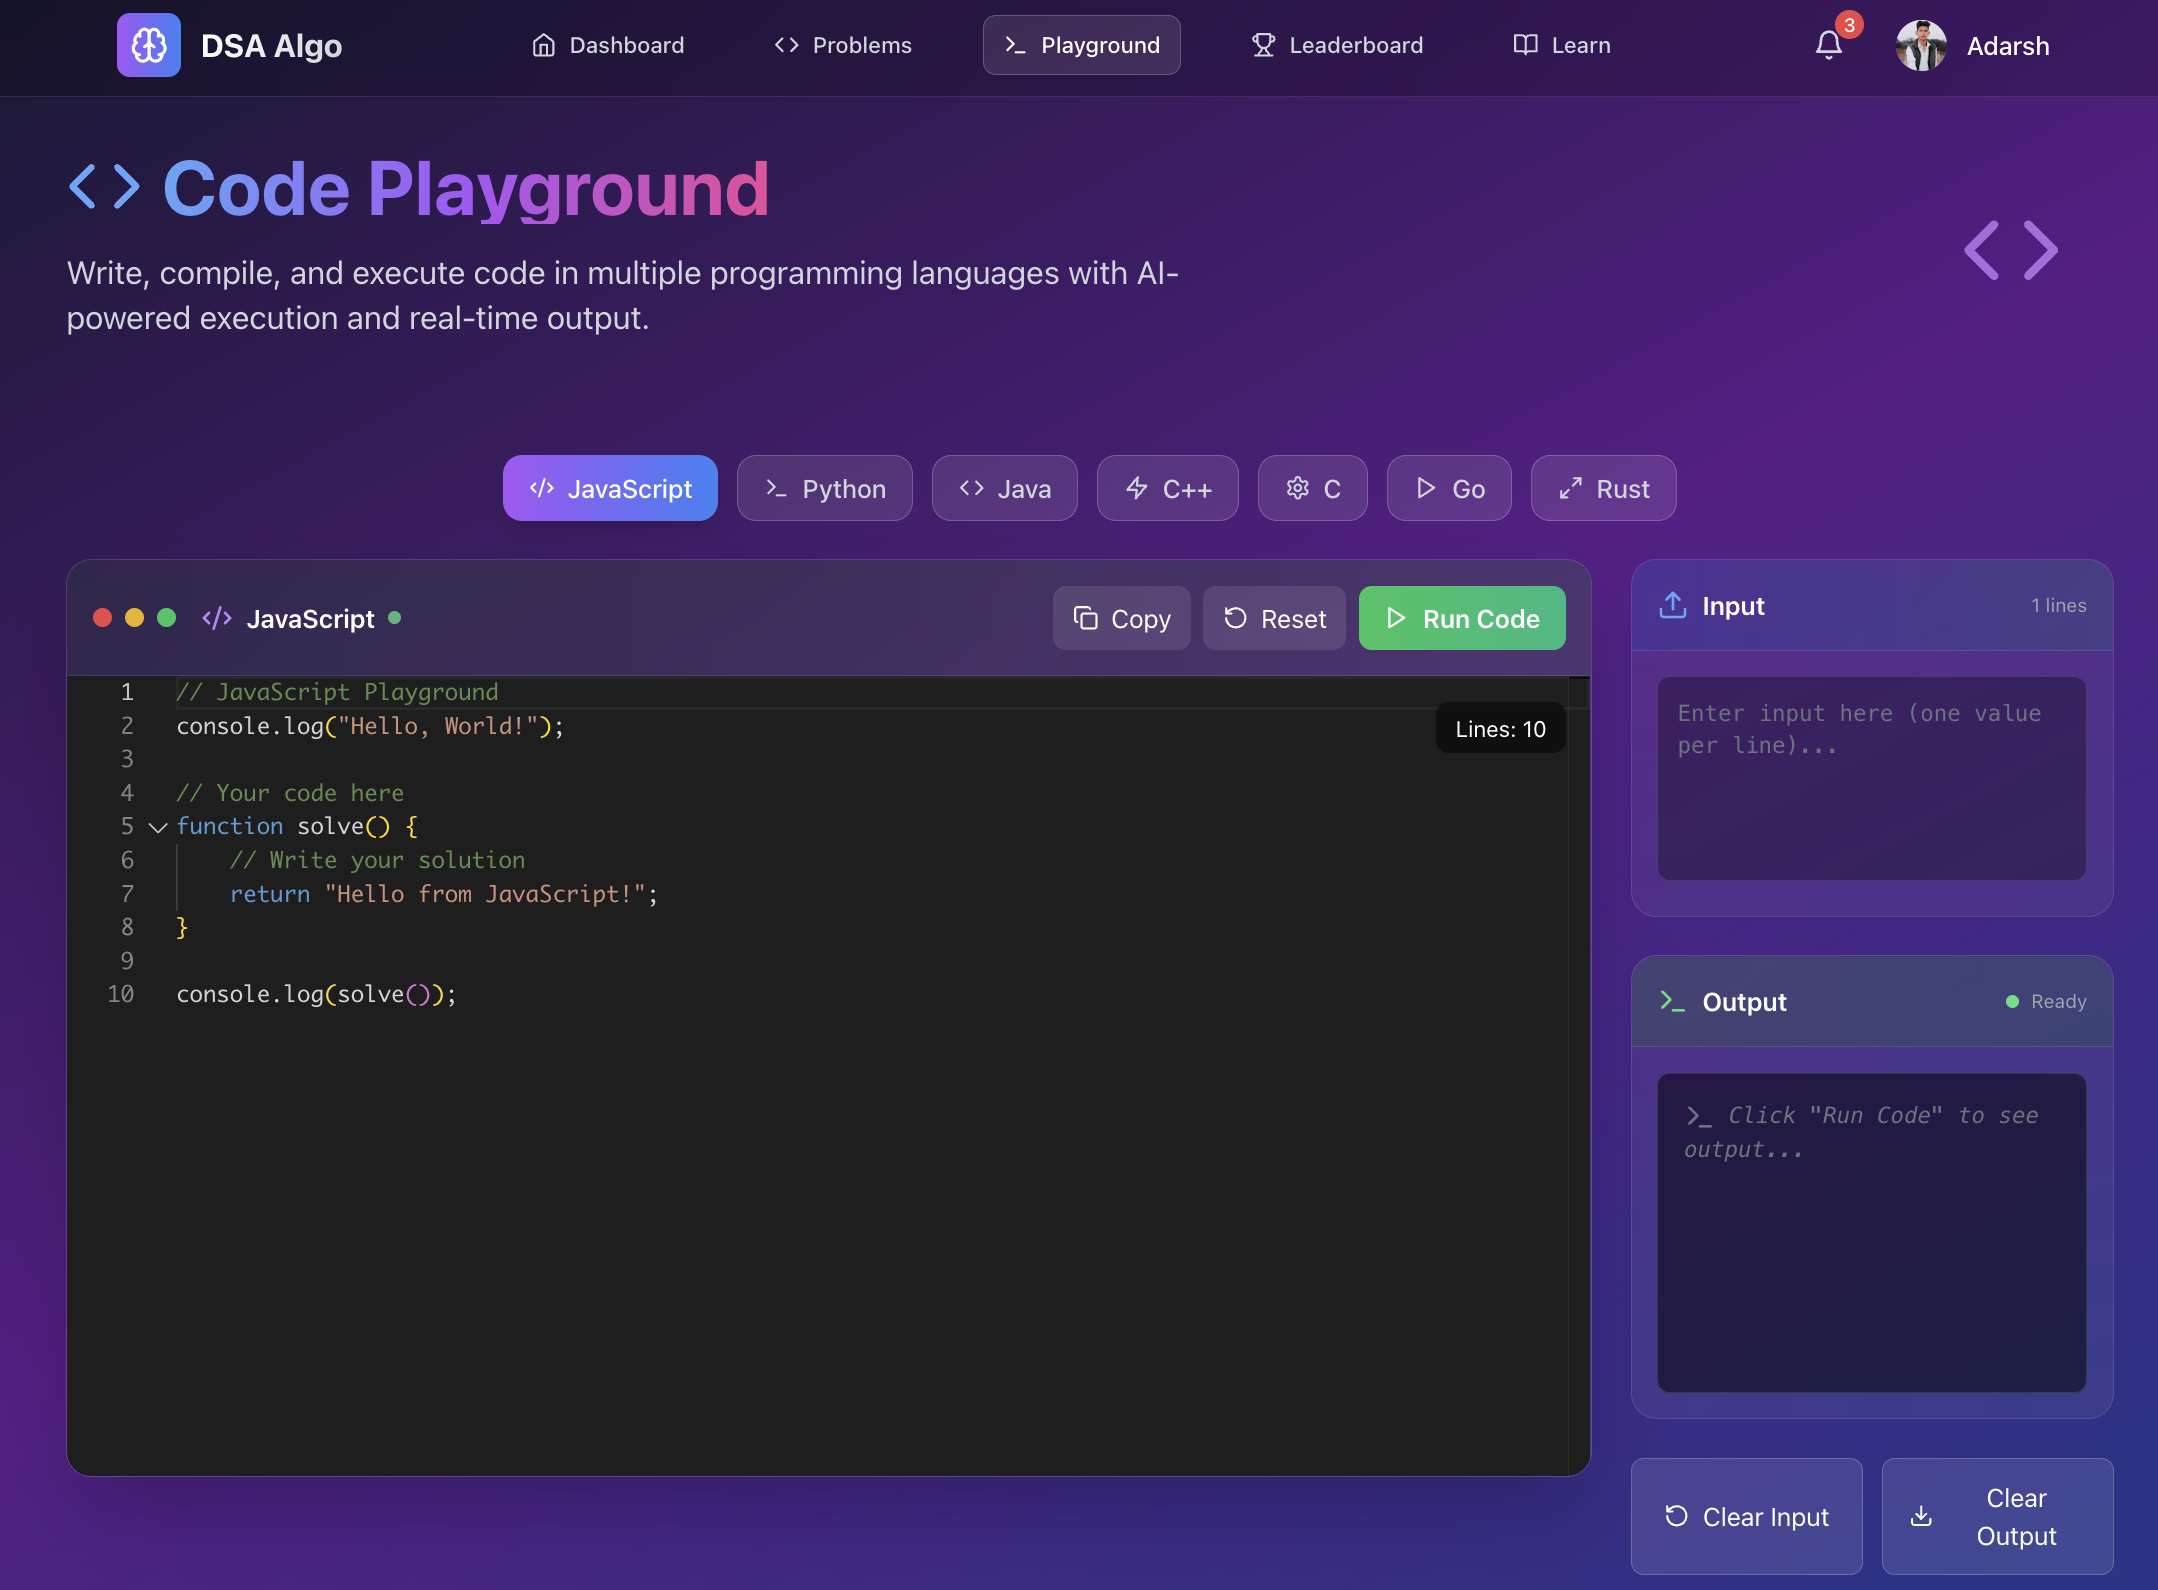 DSA Algo
Dashboard
Problems
Playground
Leaderboard
Learn
3
Adarsh
Code Playground
Write, compile, and execute code in multiple programming languages with AI-
powered execution and real-time output.
JavaScript
Python
Java
C++
C
Go
Rust
JavaScript
Copy
Reset
Run Code
1 // JavaScript Playground
2 console.log("Hello, World!");
Lines: 10
3
4 // Your code here
5 function solve() {
6 // Write your solution
7 return "Hello from JavaScript!";
8 }
9
10 console.log(solve());
Input
1 lines
Enter input here (one value
per line)...
Output
Ready
Click "Run Code" to see
output...
Clear Input
Clear
Output